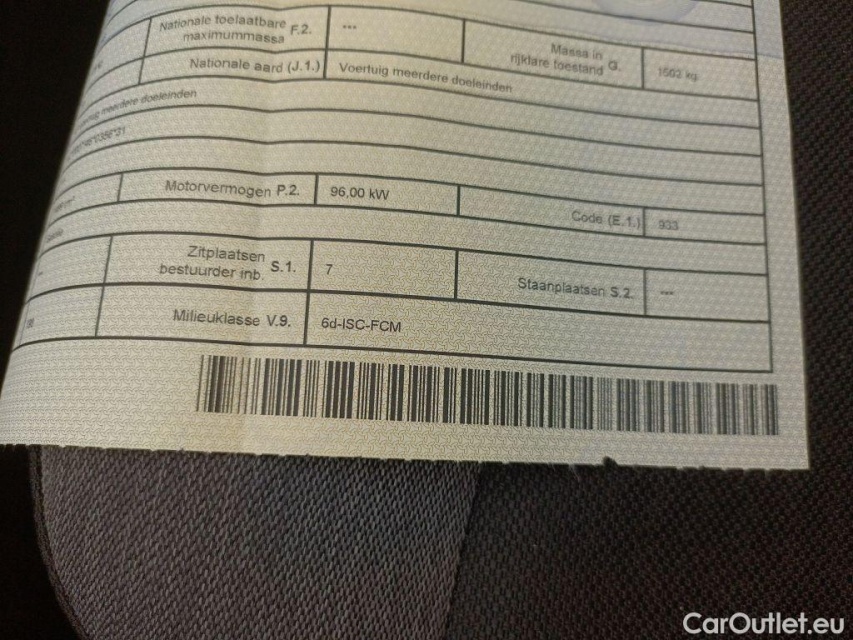 Nationale toelaatbare
maximummassa F.2. ---
Massa in
rijklare toestand G. 1502 kg
Nationale aard (J.1.) Voertuig meerdere doeleinden
meerdere doeleinden
Motorvermogen P.2. 96,00 kW
Code (E.1.) 933
Zitplaatsen
bestuurder inb. S.1. 7
Staanplaatsen S.2. ---
Milieuklasse V.9. 6d-ISC-FCM
CarOutlet.eu